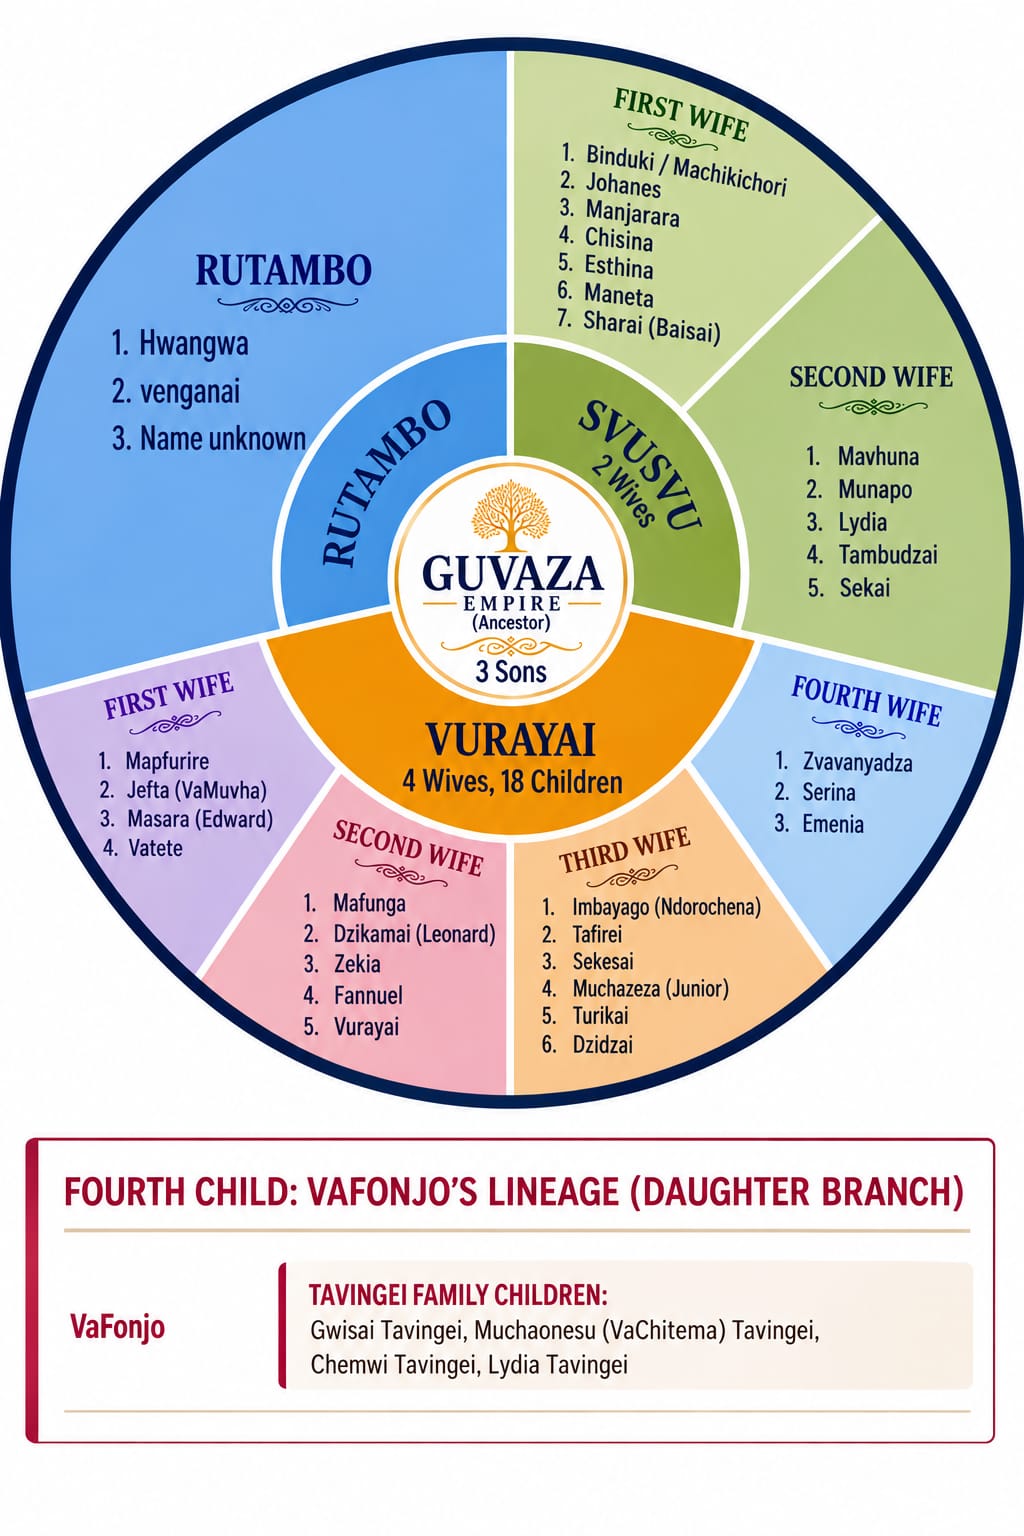 GUVAZA
EMPIRE
(Ancestor)
3 Sons
RUTAMBO
RUTAMBO
1. Hwangwa
2. venganai
3. Name unknown
SVUSVU
2 Wives
FIRST WIFE
1. Binduki / Machikichori
2. Johanes
3. Manjarara
4. Chisina
5. Esthina
6. Maneta
7. Sharai (Baisai)
SECOND WIFE
1. Mavhuna
2. Munapo
3. Lydia
4. Tambudzai
5. Sekai
VURAYAI
4 Wives, 18 Children
FIRST WIFE
1. Mapfurire
2. Jefta (VaMuvha)
3. Masara (Edward)
4. Vatete
SECOND WIFE
1. Mafunga
2. Dzikamai (Leonard)
3. Zekia
4. Fannuel
5. Vurayai
THIRD WIFE
1. Imbayago (Ndorochena)
2. Tafirei
3. Sekesai
4. Muchazeza (Junior)
5. Turikai
6. Dzidzai
FOURTH WIFE
1. Zvavanyadza
2. Serina
3. Emenia
FOURTH CHILD: VAFONJO'S LINEAGE (DAUGHTER BRANCH)
VaFonjo
TAVINGEI FAMILY CHILDREN:
Gwisai Tavingei, Muchaonesu (VaChitema) Tavingei,
Chemwi Tavingei, Lydia Tavingei